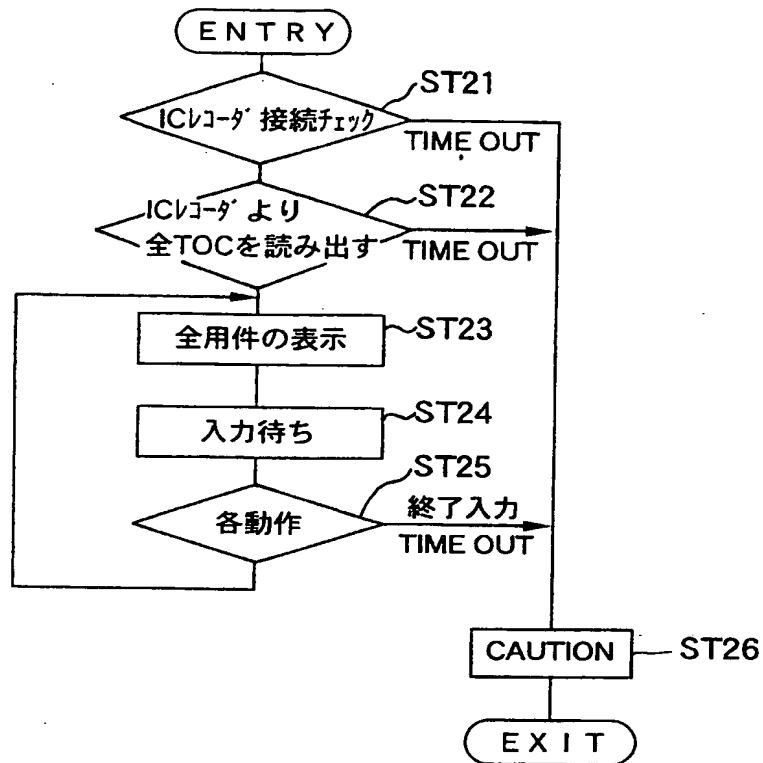 ENTRY
ST21
ICレコーダ接続チェック
TIME OUT
ST22
ICレコーダより
全TOCを読み出す
TIME OUT
全用件の表示
ST23
入力待ち
ST24
ST25
各動作
終了入力
TIME OUT
CAUTION
ST26
EXIT